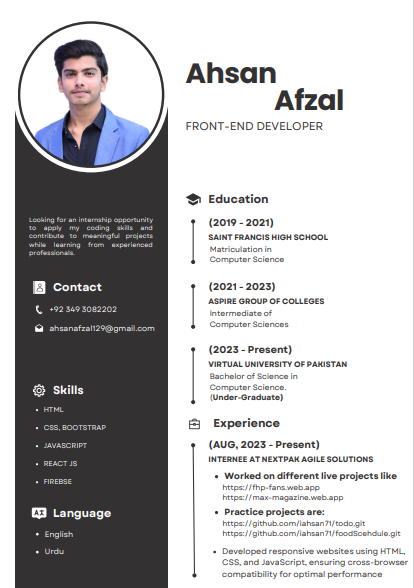 Ahsan
Afzal
FRONT-END DEVELOPER
Looking for an internship opportunity
to apply my coding skills and
contribute to meaningful projects
while learning from experienced
professionals.
Contact
+92 349 3082202
ahsanafzal129@gmail.com
Skills
HTML
CSS, BOOTSTRAP
JAVASCRIPT
REACT JS
FIREBSE
Language
English
Urdu
Education
(2019 - 2021)
SAINT FRANCIS HIGH SCHOOL
Matriculation in
Computer Science
(2021 - 2023)
ASPIRE GROUP OF COLLEGES
Intermediate of
Computer Sciences
(2023 - Present)
VIRTUAL UNIVERSITY OF PAKISTAN
Bachelor of Science in
Computer Science.
(Under-Graduate)
Experience
(AUG, 2023 - Present)
INTERNEE AT NEXTPAK AGILE SOLUTIONS
Worked on different live projects like
https://fhp-fans.web.app
https://max-magazine.web.app
Practice projects are:
https://github.com/iahsan71/todo.git
https://github.com/iahsan71/foodScehdule.git
Developed responsive websites using HTML,
CSS, and JavaScript, ensuring cross-browser
compatibility for optimal performance